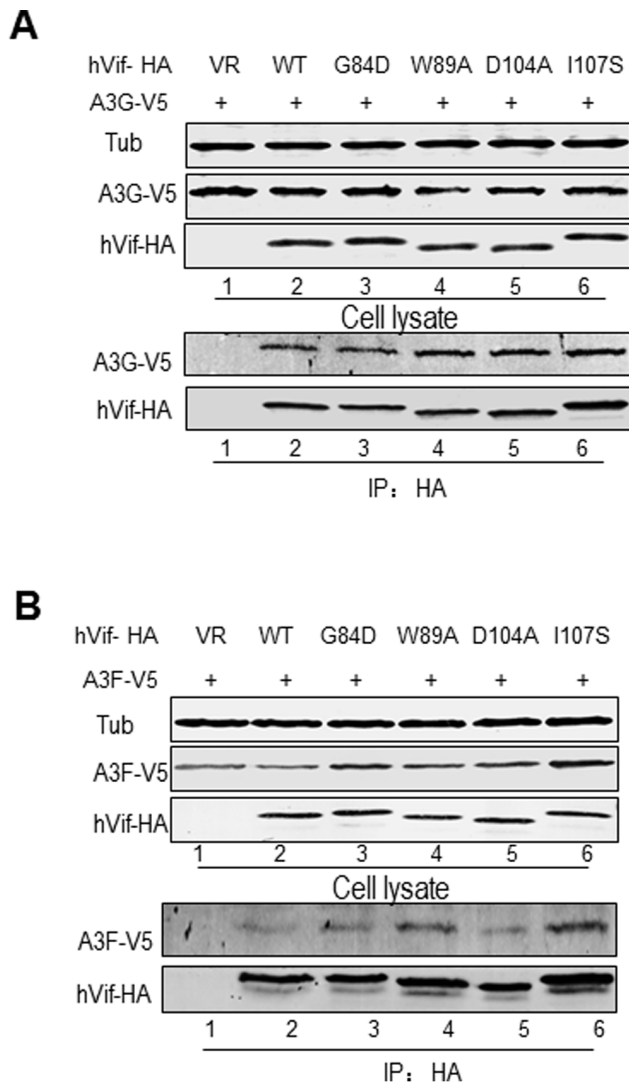 A
hVif- HA VR WT G84D W89A D104A I107S
A3G-V5 + + + + + +
Tub
A3G-V5
hVif-HA
1 2 3 4 5 6
Cell lysate
A3G-V5
hVif-HA
1 2 3 4 5 6
IP: HA
B
hVif- HA VR WT G84D W89A D104A I107S
A3F-V5 + + + + + +
Tub
A3F-V5
hVif-HA
1 2 3 4 5 6
Cell lysate
A3F-V5
hVif-HA
1 2 3 4 5 6
IP: HA